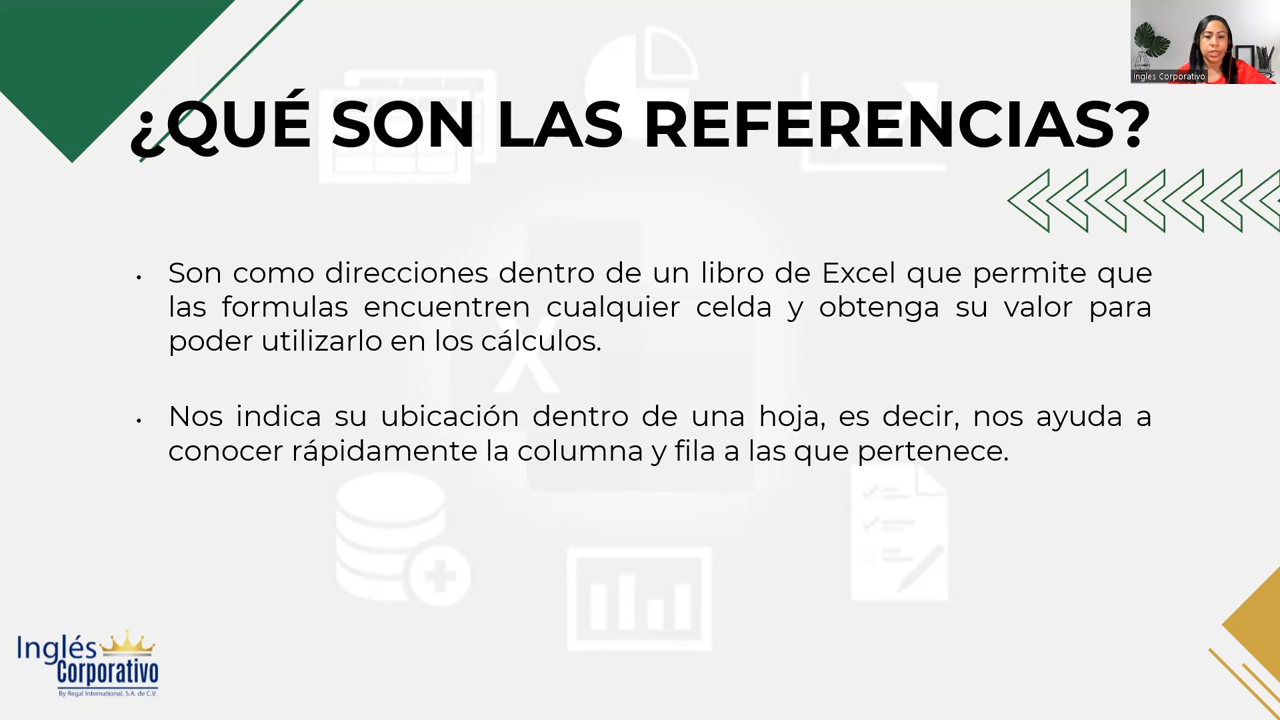 ¿QUÉ SON LAS REFERENCIAS?
Inglés Corporativo
• Son como direcciones dentro de un libro de Excel que permite que
las formulas encuentren cualquier celda y obtenga su valor para
poder utilizarlo en los cálculos.
• Nos indica su ubicación dentro de una hoja, es decir, nos ayuda a
conocer rápidamente la columna y fila a las que pertenece.
X
Inglés
Corporativo
By Regal International, S.A. de C.V.